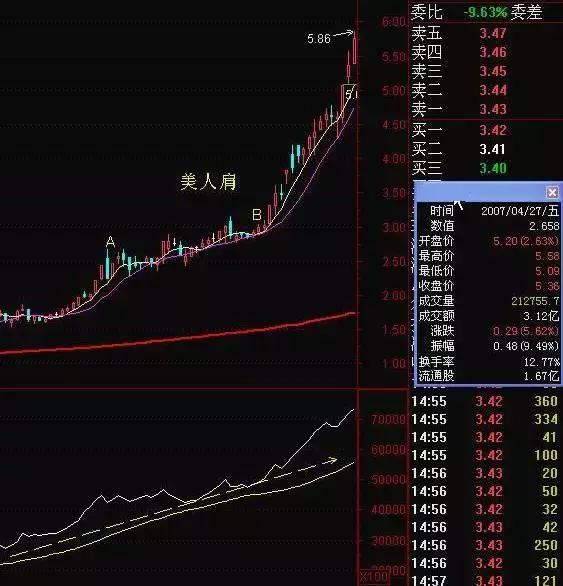 委比 -9.63% 委差
卖五 3.47
卖四 3.46
卖三 3.45
卖二 3.44
卖一 3.43
买一 3.42
买二 3.41
买三 3.40
时间 2007/04/27/五
数值 2.658
开盘价 5.20(2.63%)
最高价 5.58
最低价 5.09
收盘价 5.36
成交量 212755.7
成交额 3.12亿
涨跌 0.29(5.62%)
振幅 0.48(9.49%)
换手率 12.77%
流通股 1.67亿
14:55 3.42 360
14:55 3.42 334
14:55 3.42 41
14:55 3.42 100
14:56 3.43 20
14:56 3.42 50
14:56 3.42 32
14:56 3.43 42
14:56 3.43 250
14:56 3.42 30
14:57 3.43 121
5.86
美人肩
A
B
6.00
5.50
5.00
4.50
4.00
3.50
3.00
2.50
2.00
1.50
1.00
70000
60000
50000
40000
30000
20000
X100